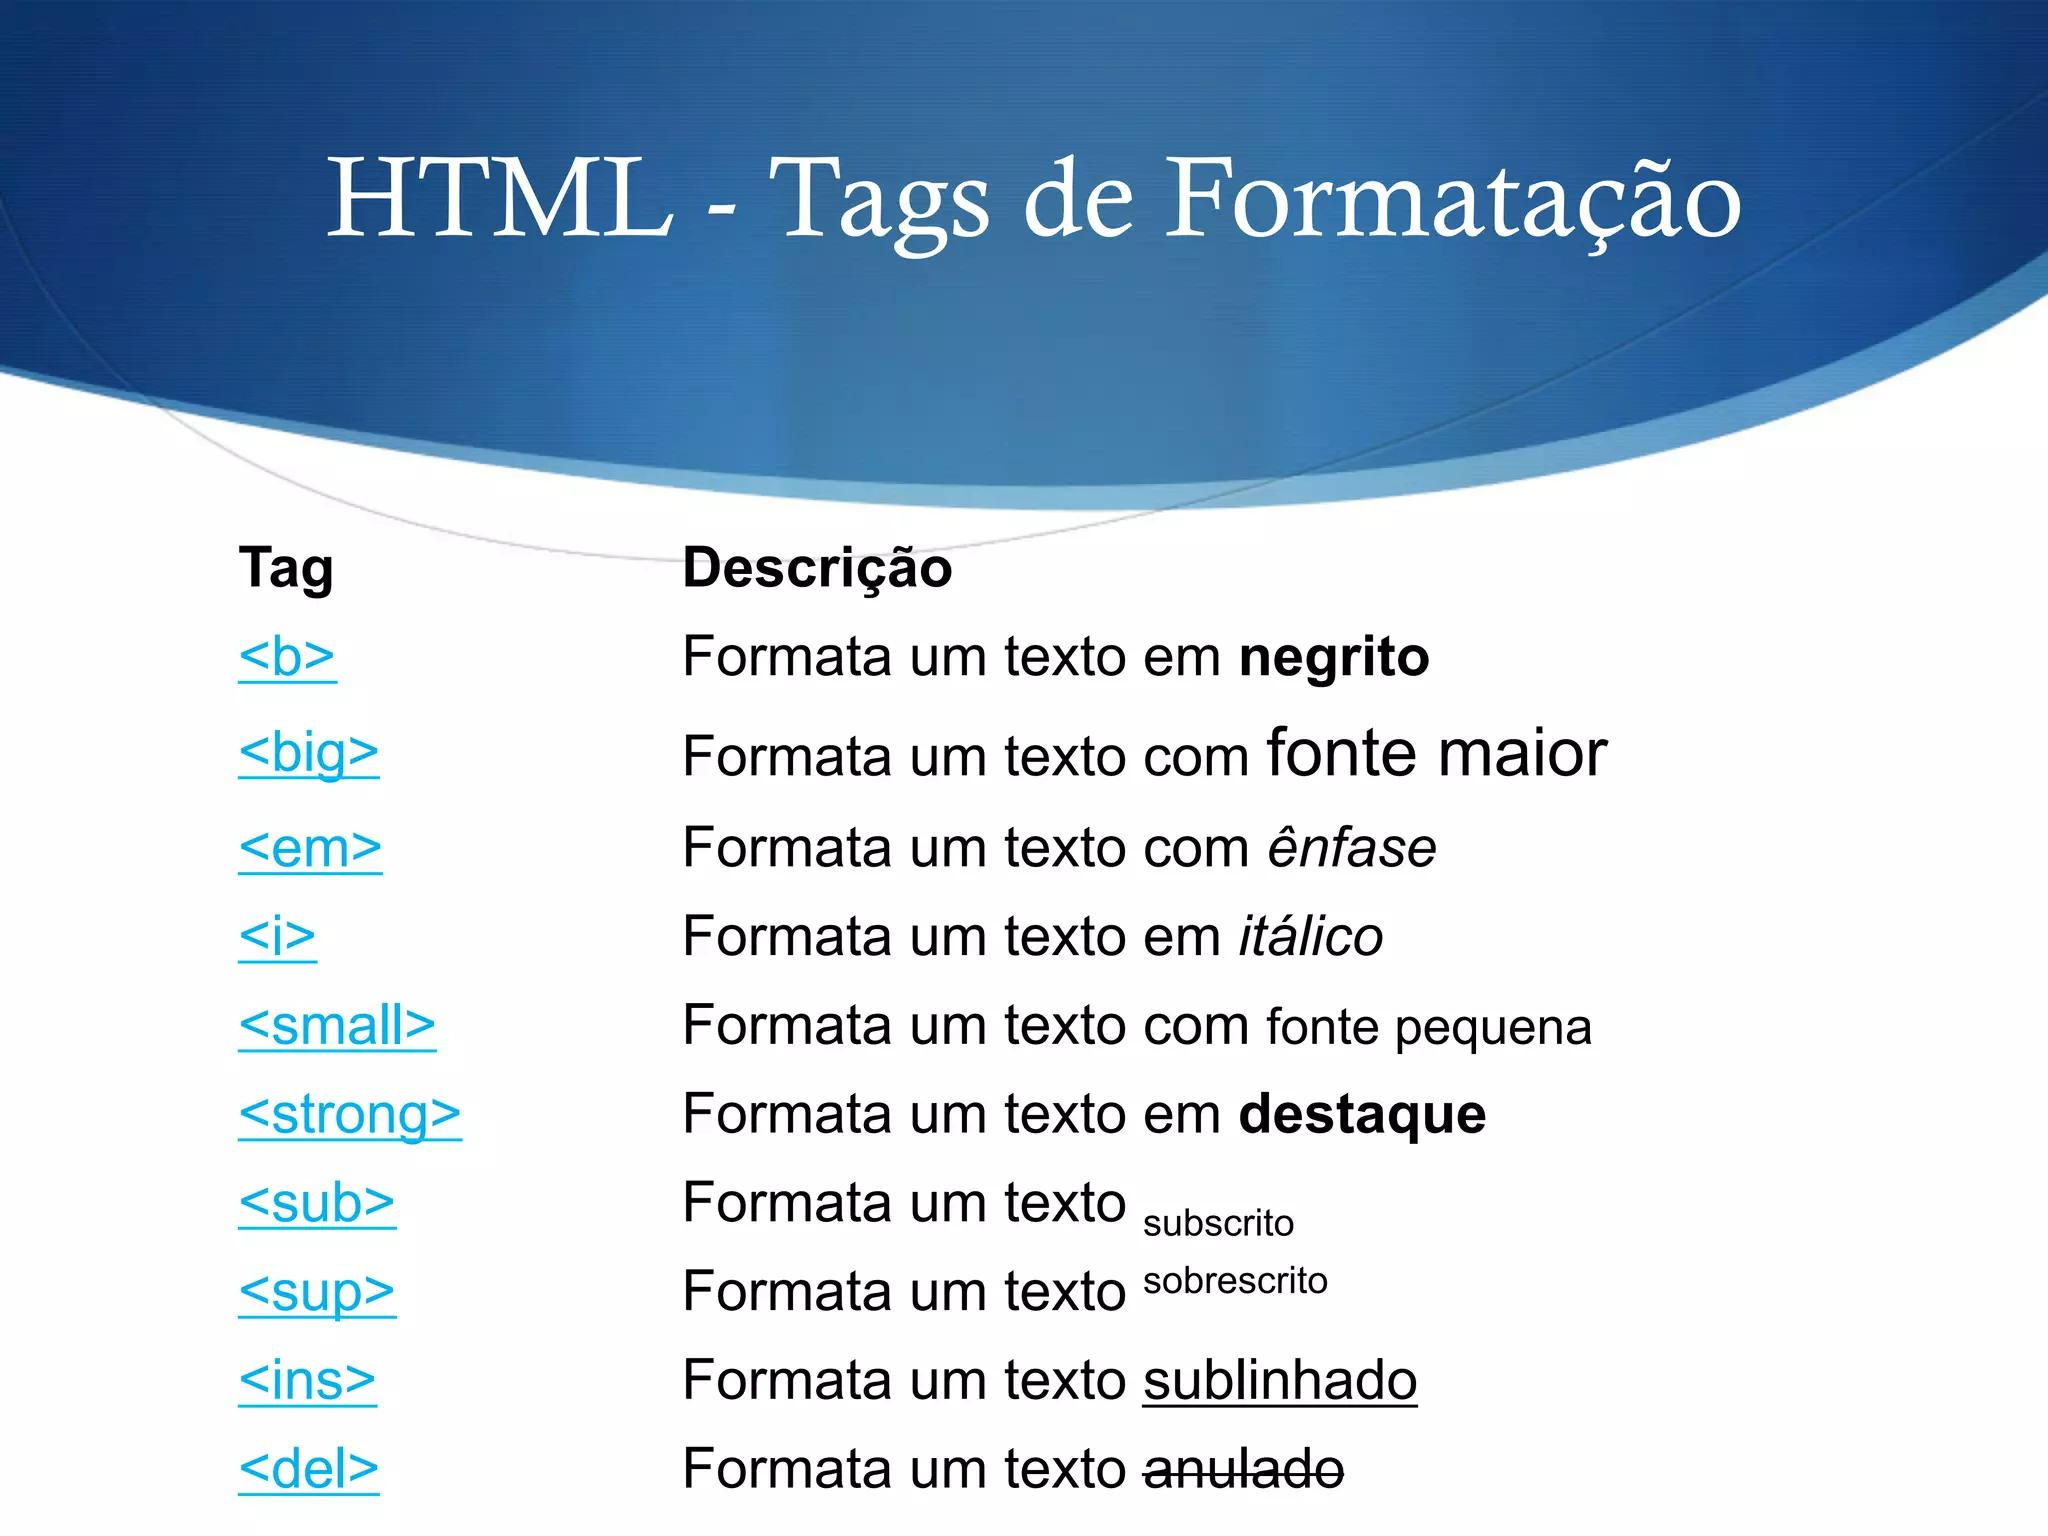 HTML - Tags de Formatação
Tag Descrição
<b> Formata um texto em negrito
<big> Formata um texto com fonte maior
<em> Formata um texto com ênfase
<i> Formata um texto em itálico
<small> Formata um texto com fonte pequena
<strong> Formata um texto em destaque
<sub> Formata um texto subscrito
<sup> Formata um texto sobrescrito
<ins> Formata um texto sublinhado
<del> Formata um texto anulado